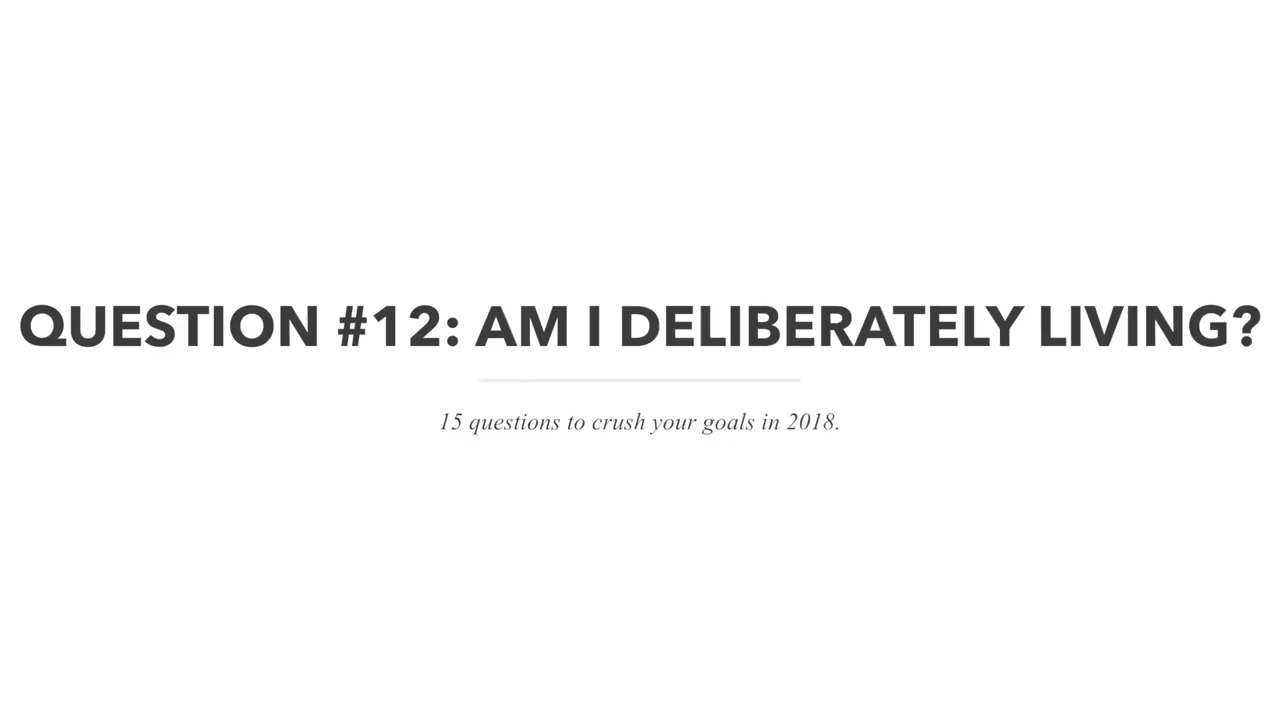 QUESTION #12: AM I DELIBERATELY LIVING?
15 questions to crush your goals in 2018.